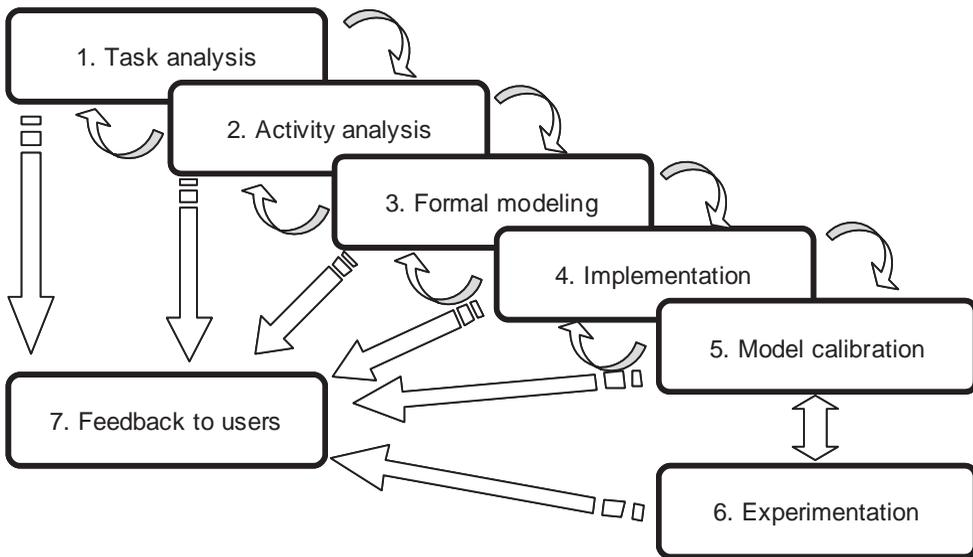 1. Task analysis
2. Activity analysis
3. Formal modeling
4. Implementation
5. Model calibration
7. Feedback to users
6. Experimentation